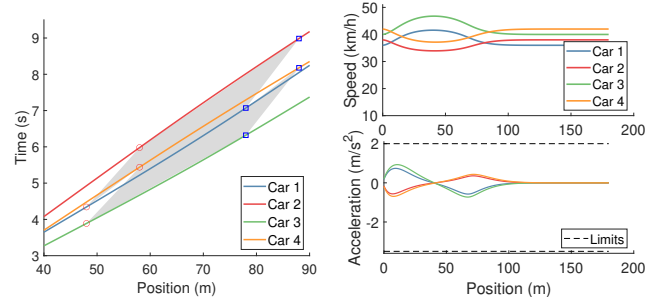 9
8
7
6
5
4
3
Time (s)
40 50 60 70 80 90
Position (m)
Car 1
Car 2
Car 3
Car 4
50
40
30
20
10
Speed (km/h)
0 50 100 150 200
Car 1
Car 2
Car 3
Car 4
2
0
-2
Acceleration (m/s²)
0 50 100 150 200
Position (m)
Limits